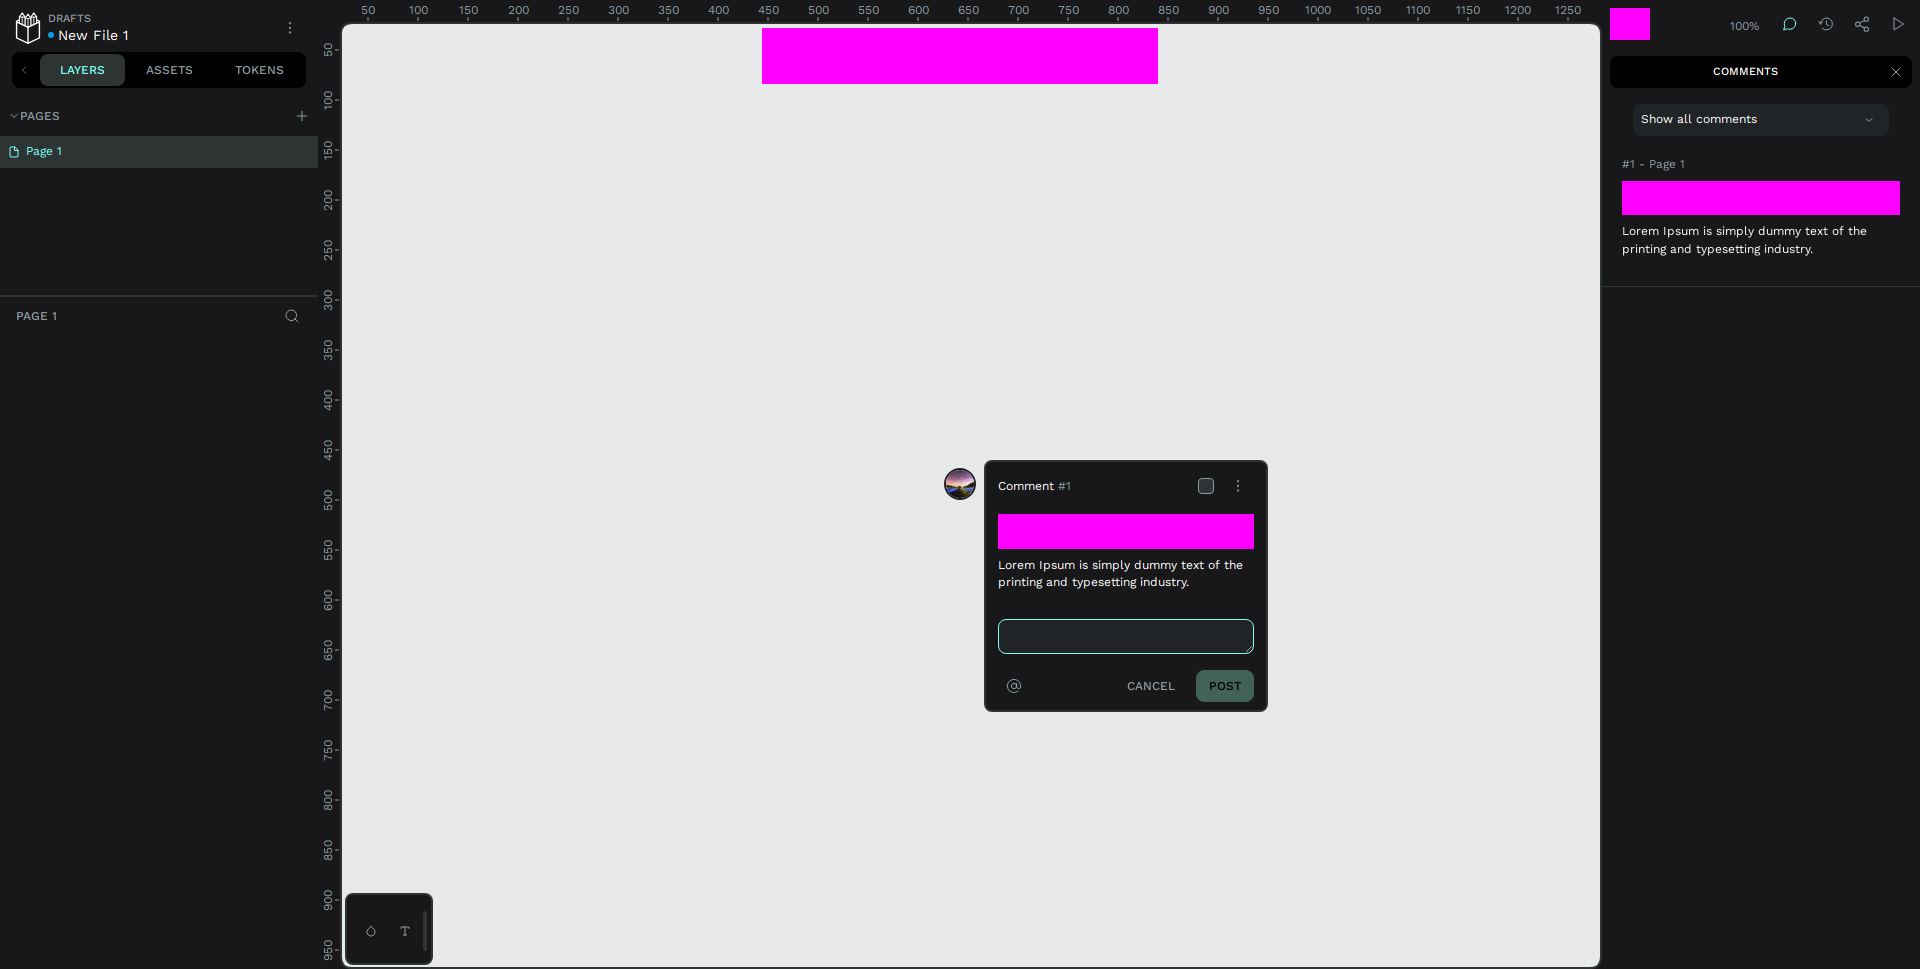 DRAFTS
New File 1
LAYERS ASSETS TOKENS
PAGES
Page 1
PAGE 1
50 100 150 200 250 300 350 400 450 500 550 600 650 700 750 800 850 900 950 1000 1050 1100 1150 1200 1250
50
100
150
200
250
300
350
400
450
500
550
600
650
700
750
800
850
900
950
Comment #1
Lorem Ipsum is simply dummy text of the
printing and typesetting industry.
@
CANCEL POST
T
100%
COMMENTS
Show all comments
#1 - Page 1
Lorem Ipsum is simply dummy text of the
printing and typesetting industry.